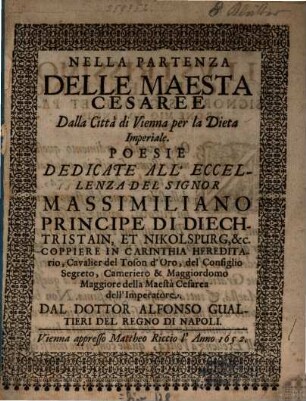 NELLA PARTENZA
DELLE MAESTA
CESAREE
Dalla Città di Vienna per la Dieta
Imperiale.
POESIE
DEDICATE ALL' ECCEL-
LENZA DEL SIGNOR
MASSIMILIANO
PRINCIPE DI DIECH-
TRISTAIN, ET NIKOLSPURG, &c.
COPPIERE IN CARINTHIA HEREDITA-
rio, Cavalier del Toson d'Oro, del Consiglio
Segreto, Cameriero & Maggiordomo
Maggiore della Maestà Cesarea
dell'Imperatore.
DAL DOTTOR ALFONSO GUAL-
TIERI DEL REGNO DI NAPOLI.
Vienna appresso Mattheo Riccio l' Anno 1652.